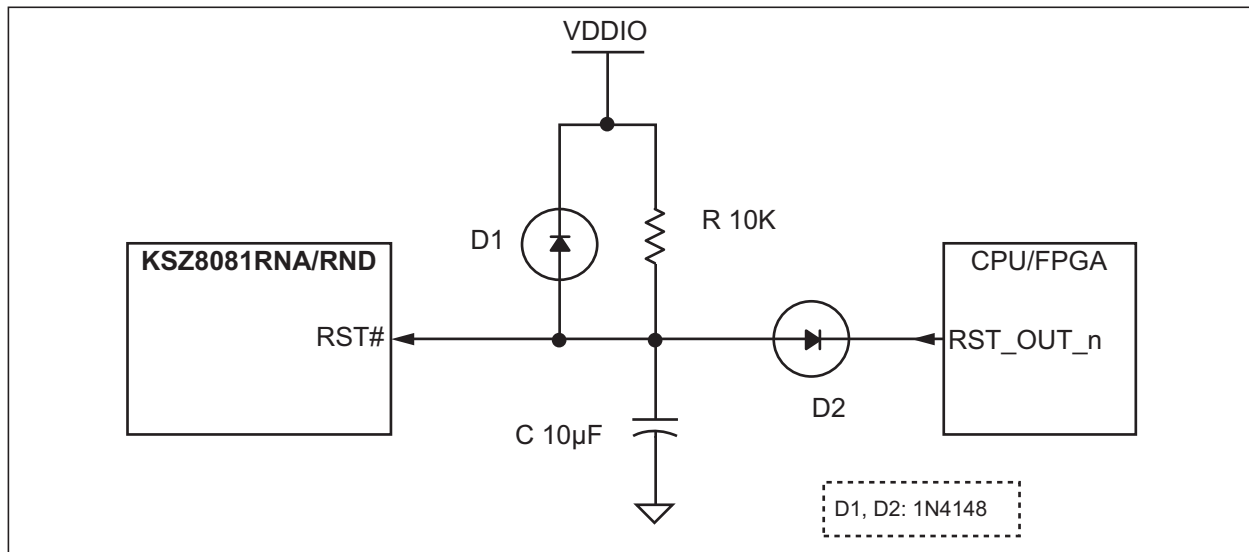 VDDIO
D1
R 10K
KSZ8081RNA/RND
CPU/FPGA
RST#
RST_OUT_n
D2
C 10µF
D1, D2: 1N4148